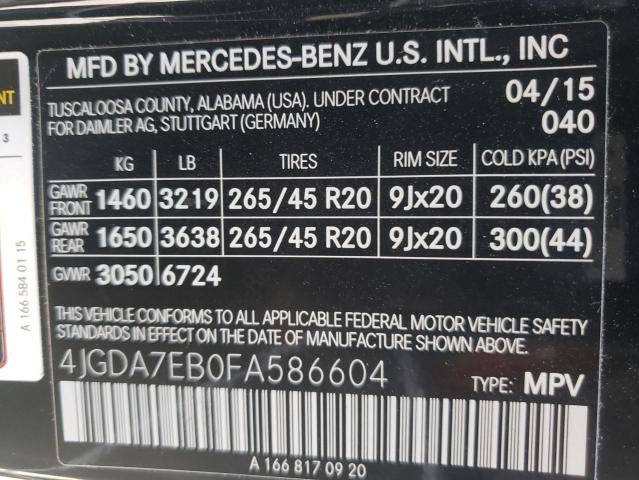 MFD BY MERCEDES-BENZ U.S. INTL., INC
TUSCALOOSA COUNTY, ALABAMA (USA). UNDER CONTRACT 04/15
FOR DAIMLER AG, STUTTGART (GERMANY) 040
KG LB TIRES RIM SIZE COLD KPA (PSI)
GAWR FRONT 1460 3219 265/45 R20 9Jx20 260(38)
GAWR REAR 1650 3638 265/45 R20 9Jx20 300(44)
GVWR 3050 6724
THIS VEHICLE CONFORMS TO ALL APPLICABLE FEDERAL MOTOR VEHICLE SAFETY
STANDARDS IN EFFECT ON THE DATE OF MANUFACTURE SHOWN ABOVE.
4JGDA7EB0FA586604 TYPE: MPV
A 166 817 09 20
A 166 584 01 15
3